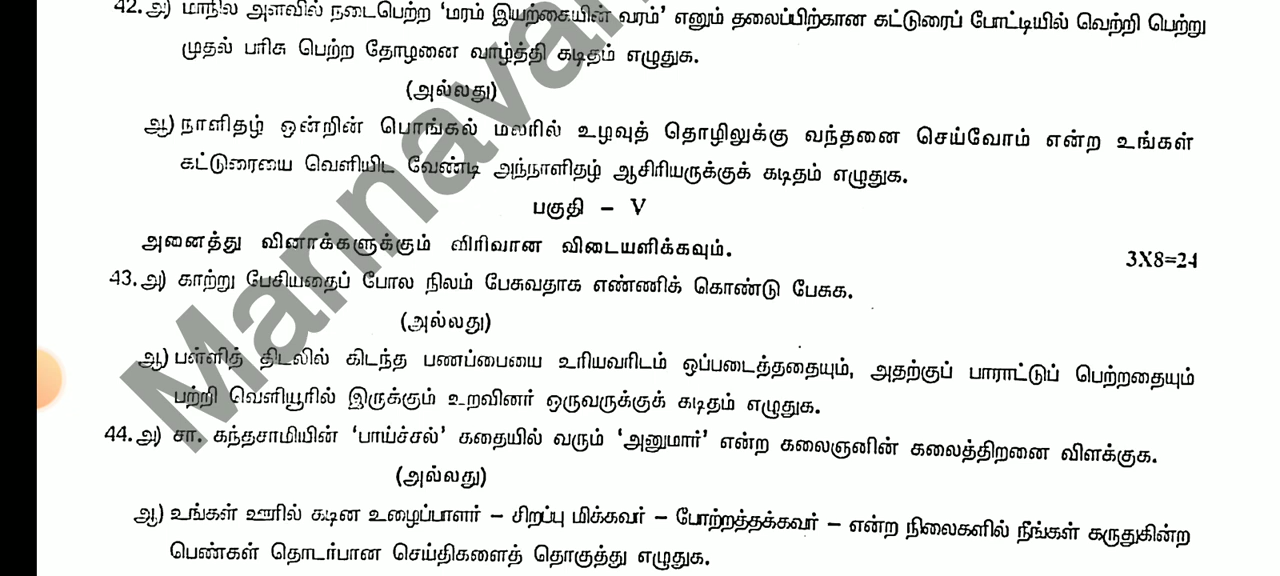 42. அ) மாநில அளவில் நடைபெற்ற ‘மரம் இயற்கையின் வரம்’ எனும் தலைப்பிற்கான கட்டுரைப் போட்டியில் வெற்றி பெற்று
முதல் பரிசு பெற்ற தோழனை வாழ்த்தி கடிதம் எழுதுக.
(அல்லது)
ஆ) நாளிதழ் ஒன்றின் பொங்கல் மலரில் உழவுத் தொழிலுக்கு வந்தனை செய்வோம் என்ற உங்கள்
கட்டுரையை வெளியிட வேண்டி அந்நாளிதழ் ஆசிரியருக்குக் கடிதம் எழுதுக.
பகுதி – V
அனைத்து வினாக்களுக்கும் விரிவான விடையளிக்கவும். 3X8=24
43. அ) காற்று பேசியதைப் போல நிலம் பேசுவதாக எண்ணிக் கொண்டு பேசுக.
(அல்லது)
ஆ) பள்ளித் திடலில் கிடந்த பணப்பையை உரியவரிடம் ஒப்படைத்ததையும், அதற்குப் பாராட்டுப் பெற்றதையும்
பற்றி வெளியூரில் இருக்கும் உறவினர் ஒருவருக்குக் கடிதம் எழுதுக.
44. அ) சா. கந்தசாமியின் ‘பாய்ச்சல்’ கதையில் வரும் ‘அனுமார்’ என்ற கலைஞனின் கலைத்திறனை விளக்குக.
(அல்லது)
ஆ) உங்கள் ஊரில் கடின உழைப்பாளர் – சிறப்பு மிக்கவர் – போற்றத்தக்கவர் – என்ற நிலைகளில் நீங்கள் கருதுகின்ற
பெண்கள் தொடர்பான செய்திகளைத் தொகுத்து எழுதுக.
Mannavan